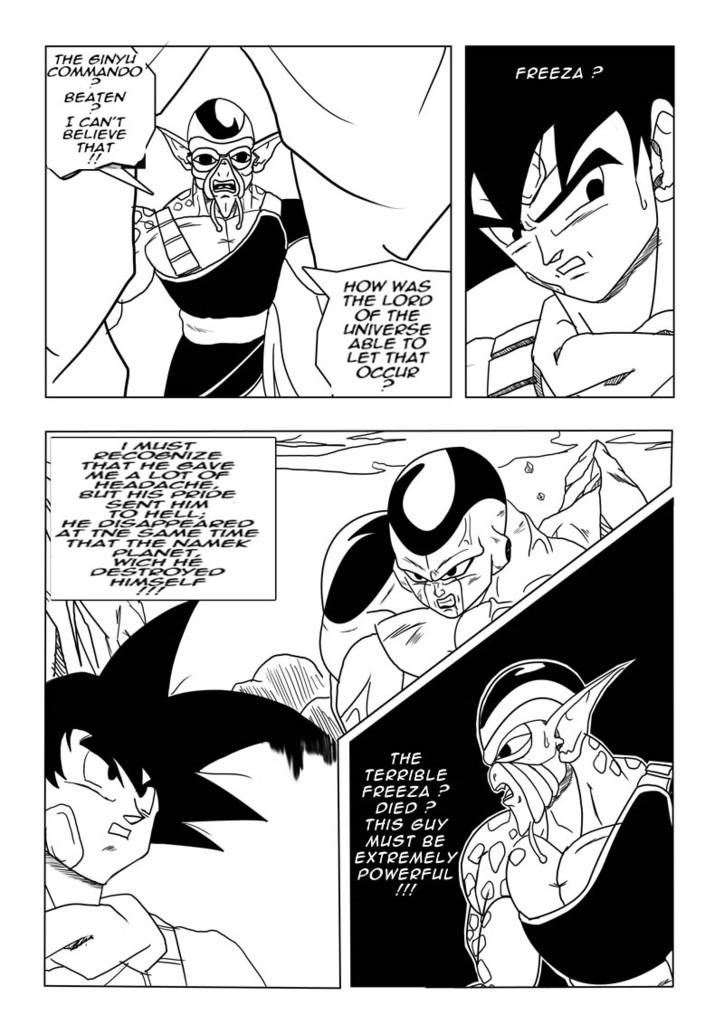 THE GINYU
COMMANDO
?
BEATEN
?
I CAN'T
BELIEVE
THAT
!!
HOW WAS
THE LORD
OF THE
UNIVERSE
ABLE TO
LET THAT
OCCUR
?
FREEZA ?
I MUST
RECOGNIZE
THAT HE GAVE
ME A LOT OF
HEADACHE.
BUT HIS PRIDE
SENT HIM
TO HELL;
HE DISAPPEARED
AT TNE SAME TIME
THAT THE NAMEK
PLANET,
WICH HE
DESTROYED
HIMSELF
!!!
THE
TERRIBLE
FREEZA ?
DIED ?
THIS GUY
MUST BE
EXTREMELY
POWERFUL
!!!